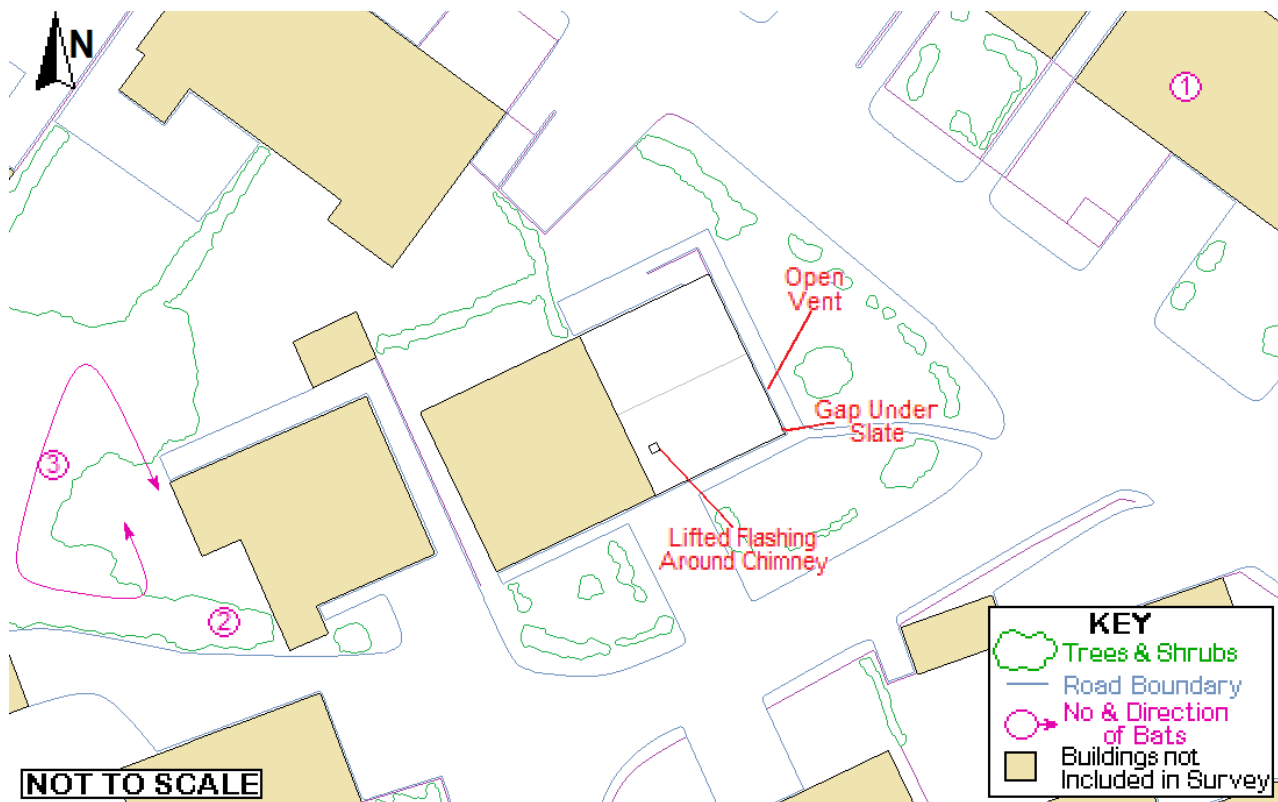 N
1
Open
Vent
Gap Under
Slate
3
Lifted Flashing
Around Chimney
2
KEY
Trees & Shrubs
Road Boundary
No & Direction
of Bats
Buildings not
Included in Survey
NOT TO SCALE